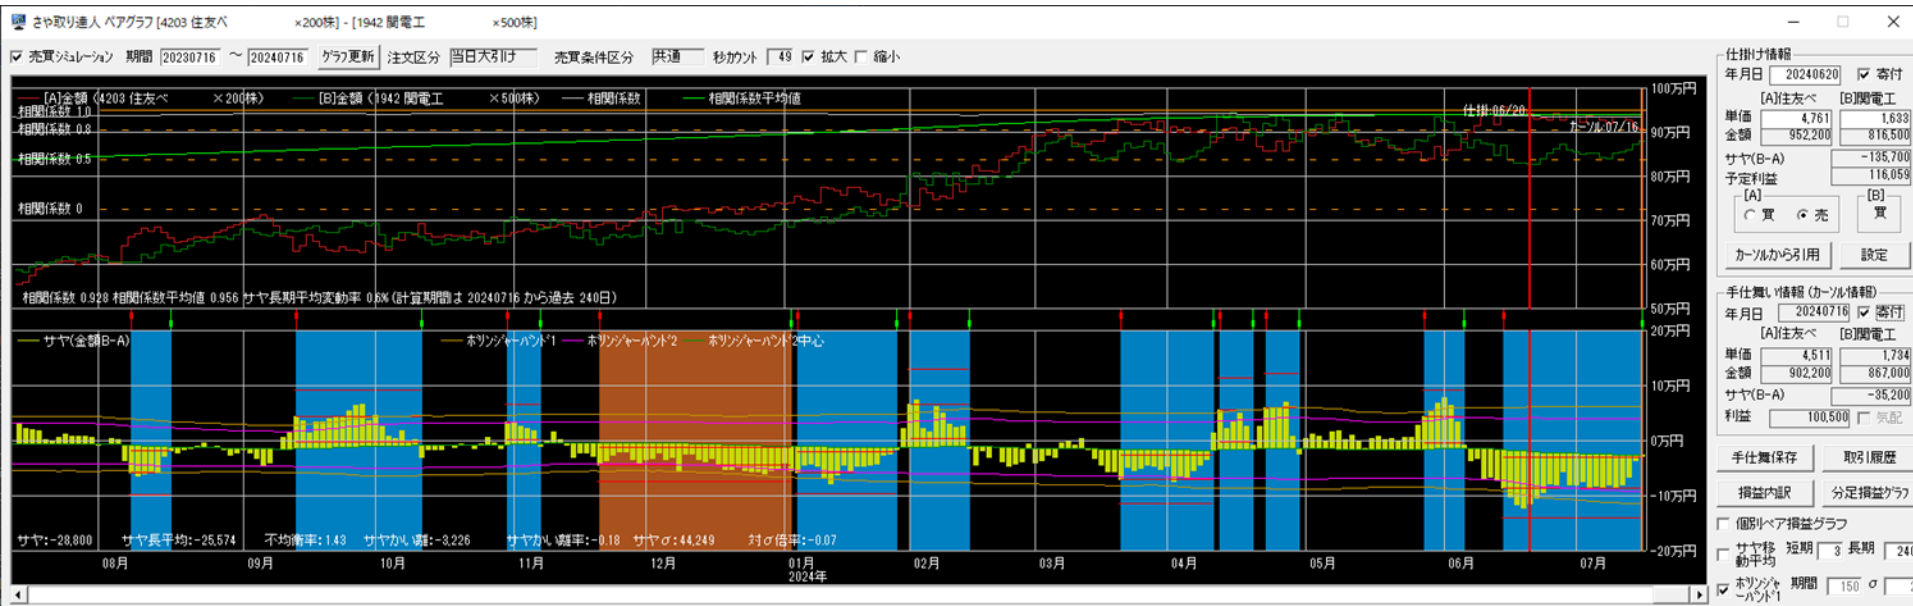 さや取り達人 ペアグラフ [4203 住友ベ ×200株] - [1942 関電工 ×500株]
売買シミュレーション 期間 20230716 ～ 20240716 グラフ更新 注文区分 当日大引け 売買条件区分 共通 秒カウント 49 拡大 縮小
[A]金額 (4203 住友ベ ×200株) [B]金額 (1942 関電工 ×500株) 相関係数 相関係数平均値
相関係数 1.0
相関係数 0.8
相関係数 0.5
相関係数 0
仕掛:06/20
カーソル:07/16
100万円
90万円
80万円
70万円
60万円
50万円
相関係数 0.928 相関係数平均値 0.956 サヤ長期平均変動率 0.6% (計算期間は 20240716 から過去 240日)
サヤ(金額B-A) ボリンジャーバンド1 ボリンジャーバンド2 ボリンジャーバンド2中心
20万円
10万円
0万円
-10万円
-20万円
サヤ:-28,800 サヤ長平均:-25,574 不均衡率:1.43 サヤかい離:-3,226 サヤかい離率:-0.18 サヤσ:44,249 対σ倍率:-0.07
08月 09月 10月 11月 12月 01月 02月 03月 04月 05月 06月 07月
2024年
仕掛け情報
年月日 20240620 寄付
[A]住友ベ [B]関電工
単価 4,761 1,633
金額 952,200 816,500
サヤ(B-A) -135,700
予定利益 116,059
[A] [B]
買 売 買
カーソルから引用 設定
手仕舞い情報 (カーソル情報)
年月日 20240716 寄付
[A]住友ベ [B]関電工
単価 4,511 1,734
金額 902,200 867,000
サヤ(B-A) -35,200
利益 100,500 気配
手仕舞保存 取引履歴
損益内訳 分足損益グラフ
個別ペア損益グラフ
サヤ移動平均 短期 3 長期 240
ボリンジャーバンド1 期間 150 σ